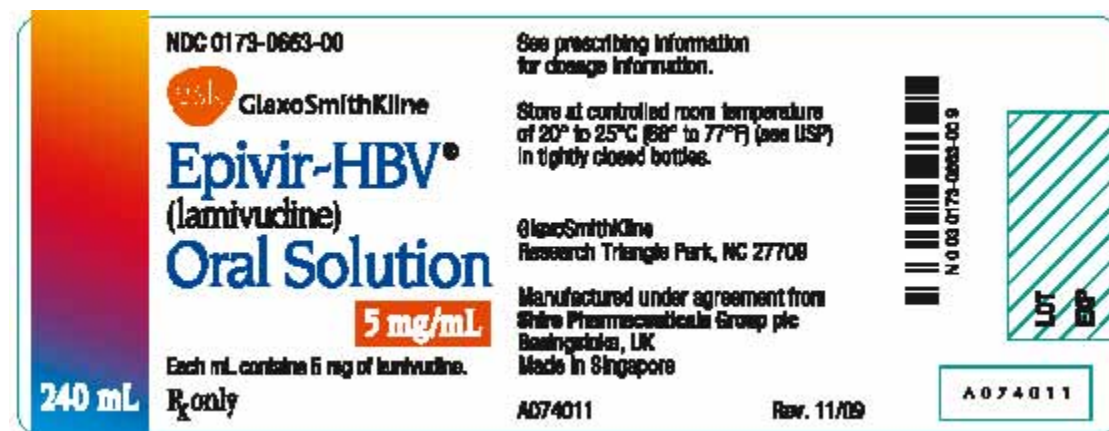 NDC 0173-0663-00
gsk GlaxoSmithKline
Epivir-HBV®
(lamivudine)
Oral Solution
5 mg/mL
Each mL contains 5 mg of lamivudine.
240 mL
Rx only
See prescribing information
for dosage information.
Store at controlled room temperature
of 20° to 25°C (68° to 77°F) (see USP)
in tightly closed bottles.
GlaxoSmithKline
Research Triangle Park, NC 27709
Manufactured under agreement from
Shire Pharmaceuticals Group plc
Basingstoke, UK
Made in Singapore
A074011 Rev. 11/09
N 03 0173-0663-00 9
LOT
EXP
A074011